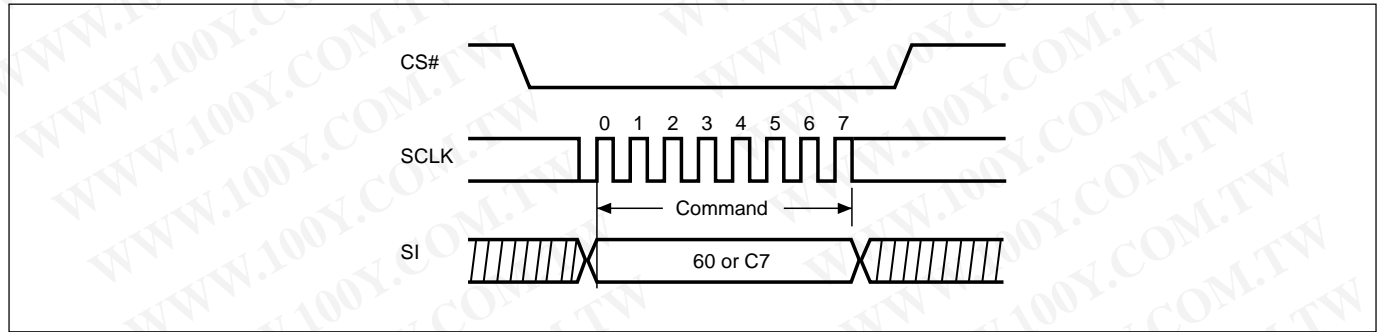 CS#
0 1 2 3 4 5 6 7
SCLK
Command
SI
60 or C7
WWW.100Y.COM.TW